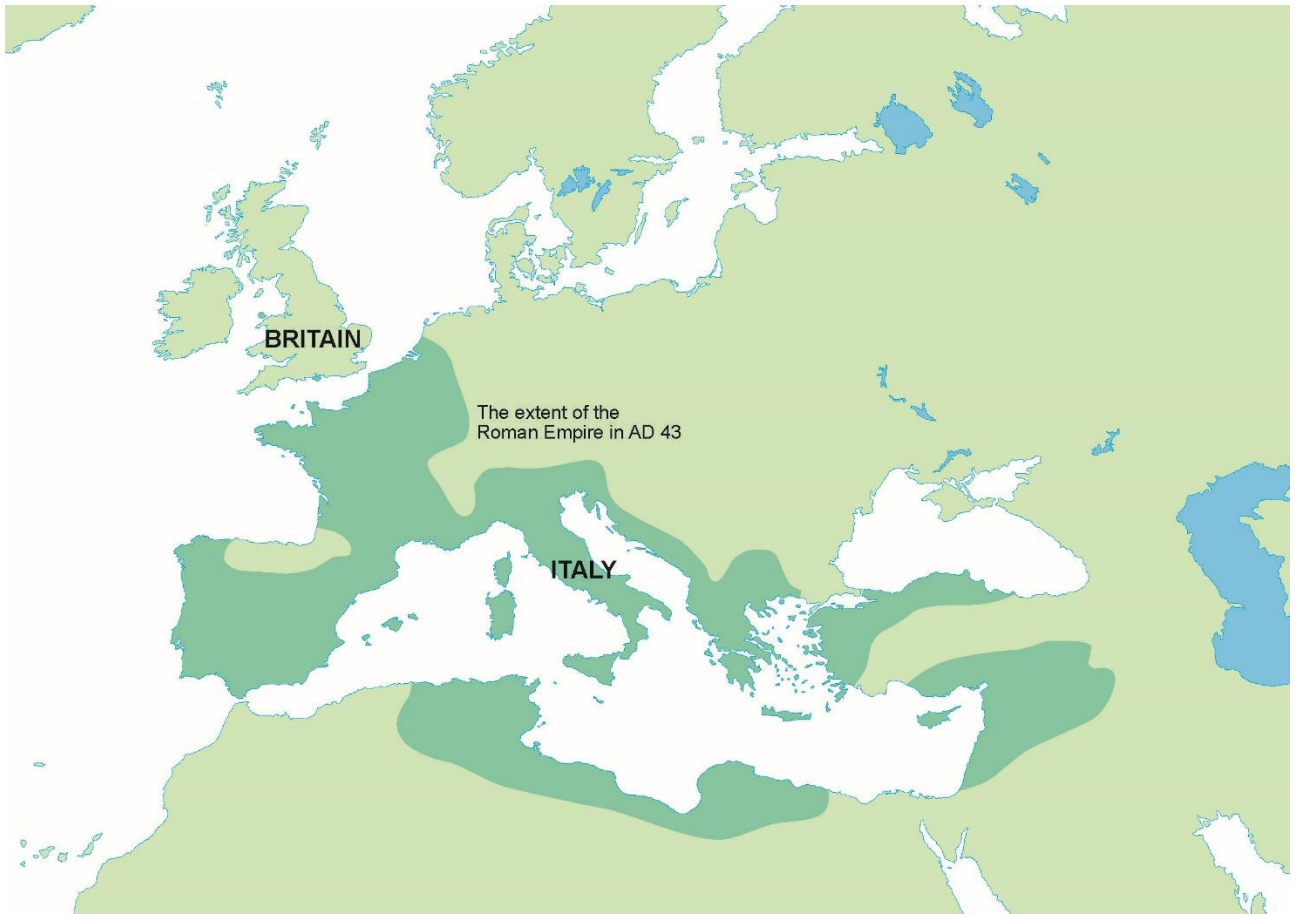 BRITAIN
The extent of the
Roman Empire in AD 43
ITALY